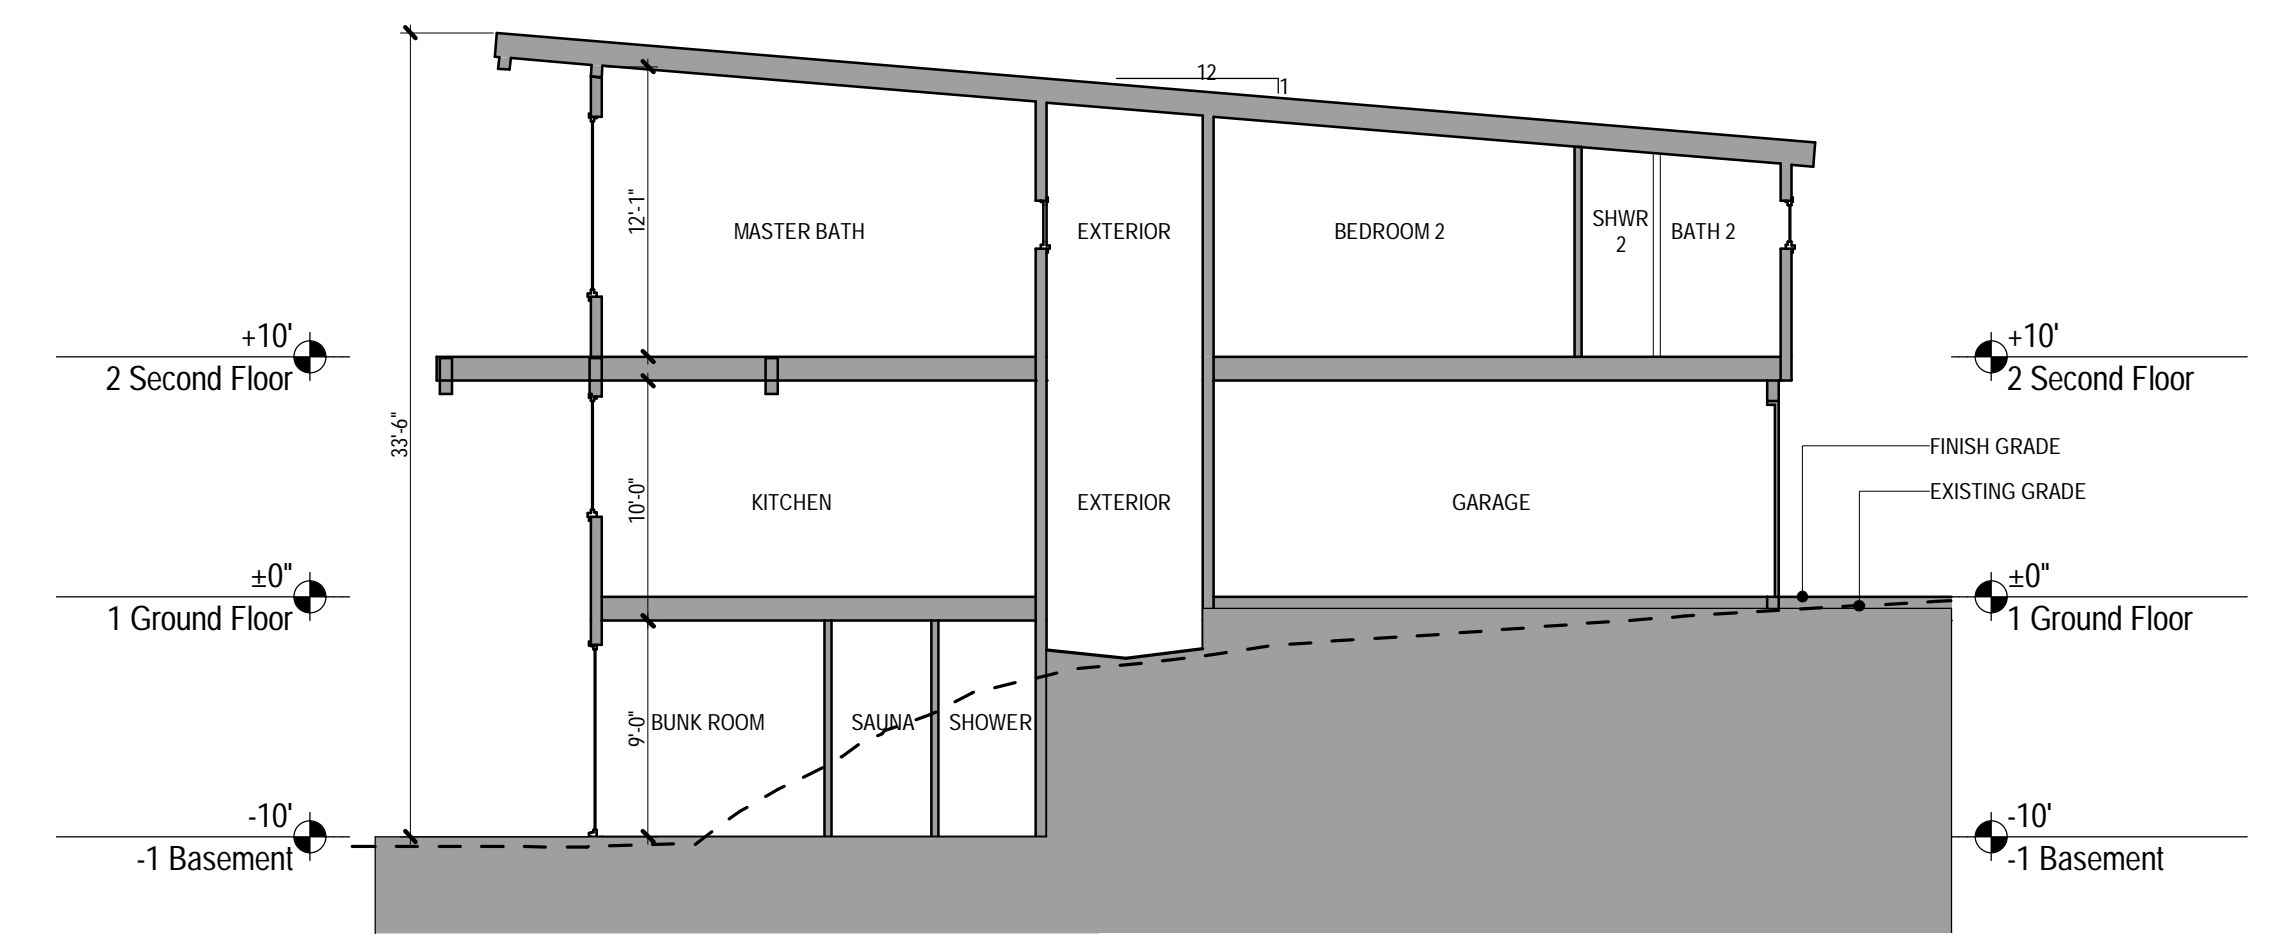 12
1
12'-1"
MASTER BATH
EXTERIOR
BEDROOM 2
SHWR
2
BATH 2
+10'
2 Second Floor
+10'
2 Second Floor
33'-6"
FINISH GRADE
EXISTING GRADE
10'-0"
KITCHEN
EXTERIOR
GARAGE
±0"
1 Ground Floor
±0"
1 Ground Floor
9'-0"
BUNK ROOM
SAUNA
SHOWER
-10'
-1 Basement
-10'
-1 Basement